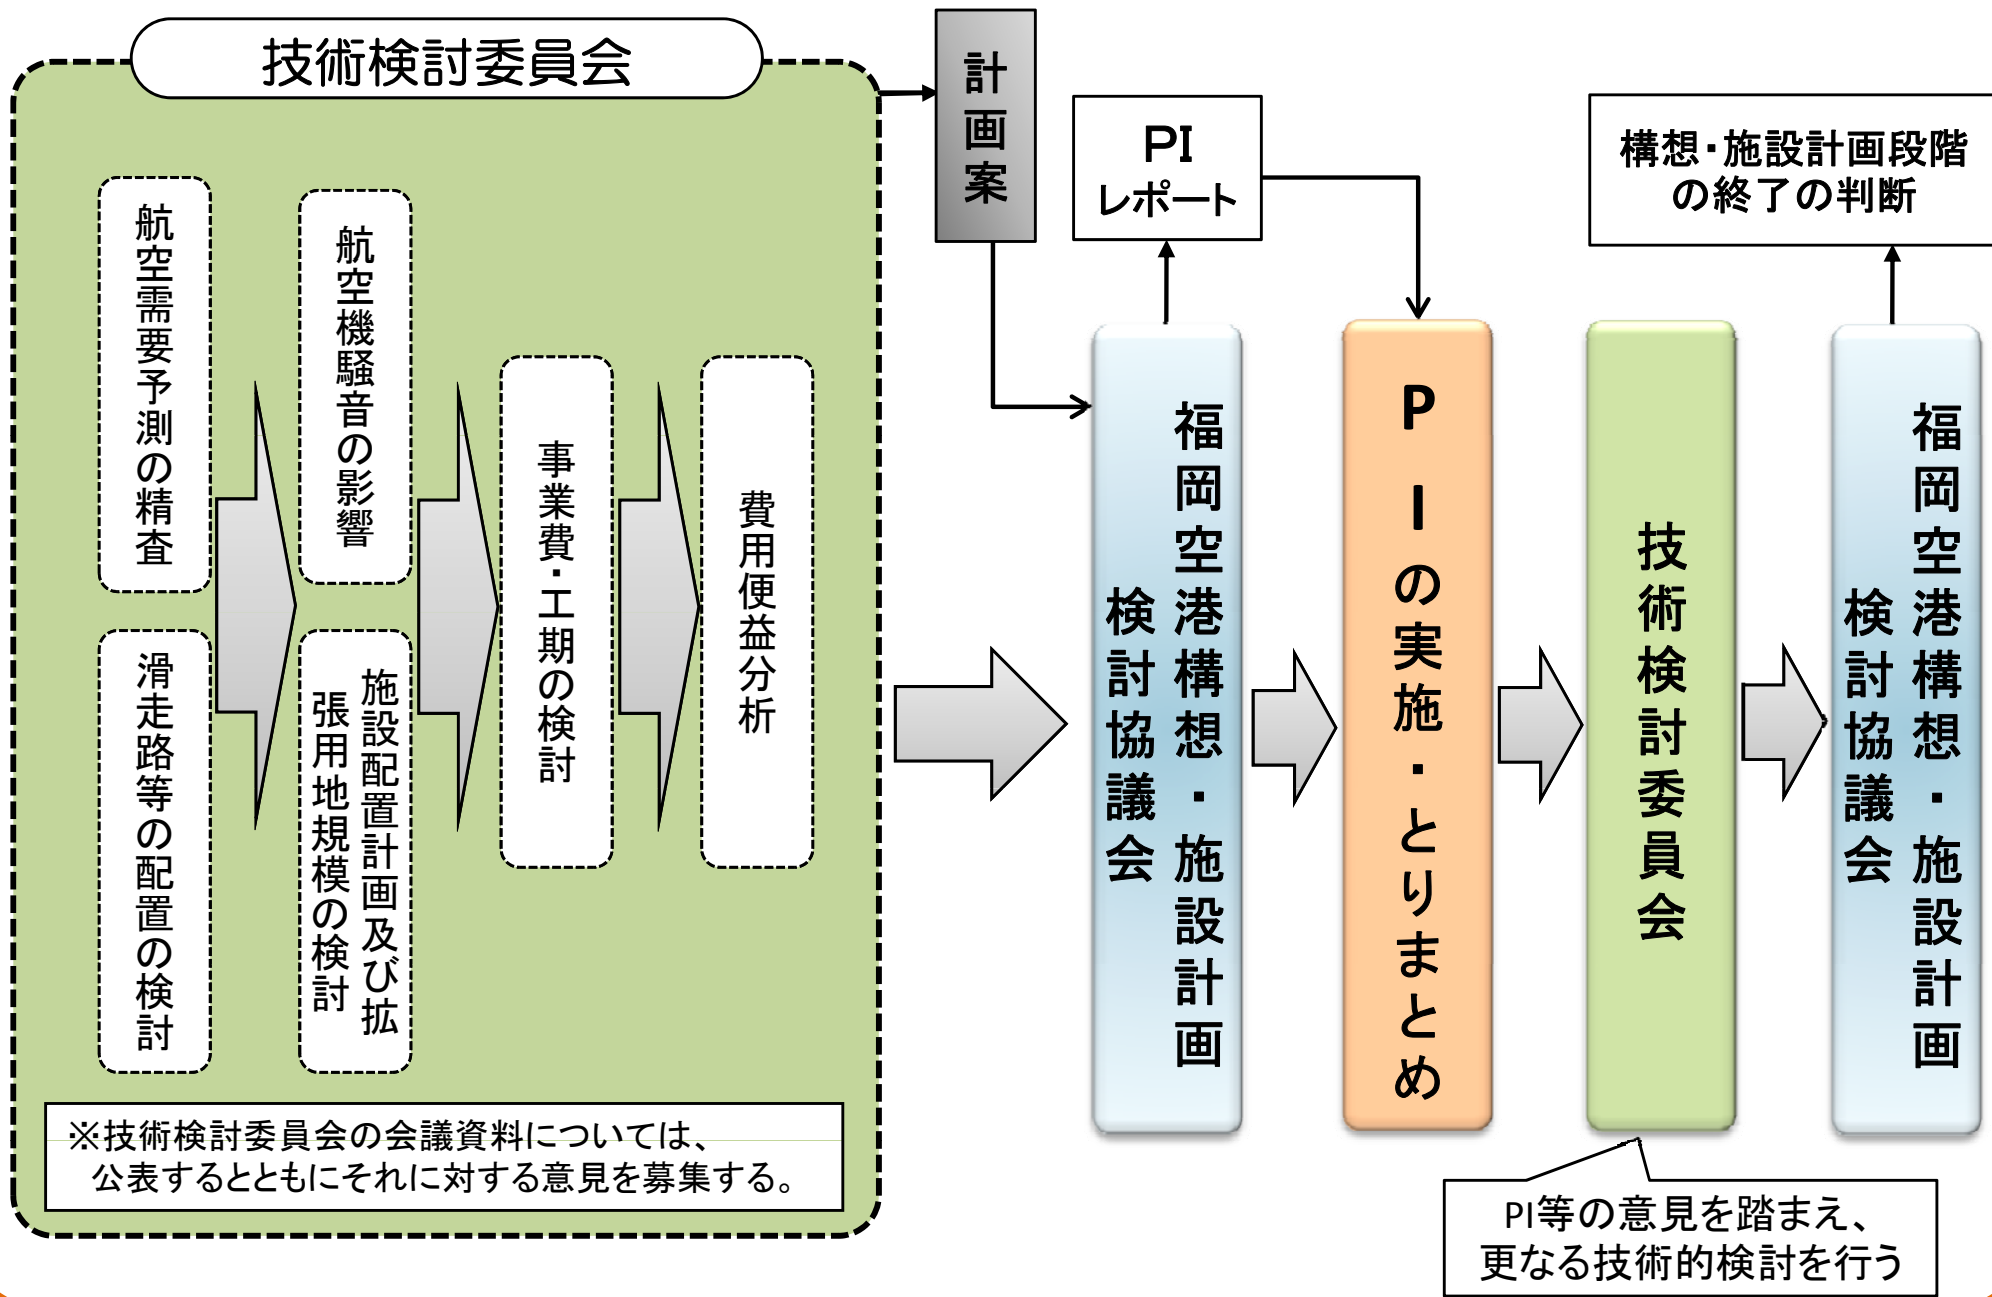 技術検討委員会
航空需要予測の精査
滑走路等の配置の検討
航空機騒音の影響
施設配置計画及び拡
張用地規模の検討
事業費・工期の検討
費用便益分析
※技術検討委員会の会議資料については、
公表するとともにそれに対する意見を募集する。
計画案
PI
レポート
福岡空港構想・施設計画
検討協議会
PIの実施・とりまとめ
技術検討委員会
PI等の意見を踏まえ、
更なる技術的検討を行う
福岡空港構想・施設計画
検討協議会
構想・施設計画段階
の終了の判断